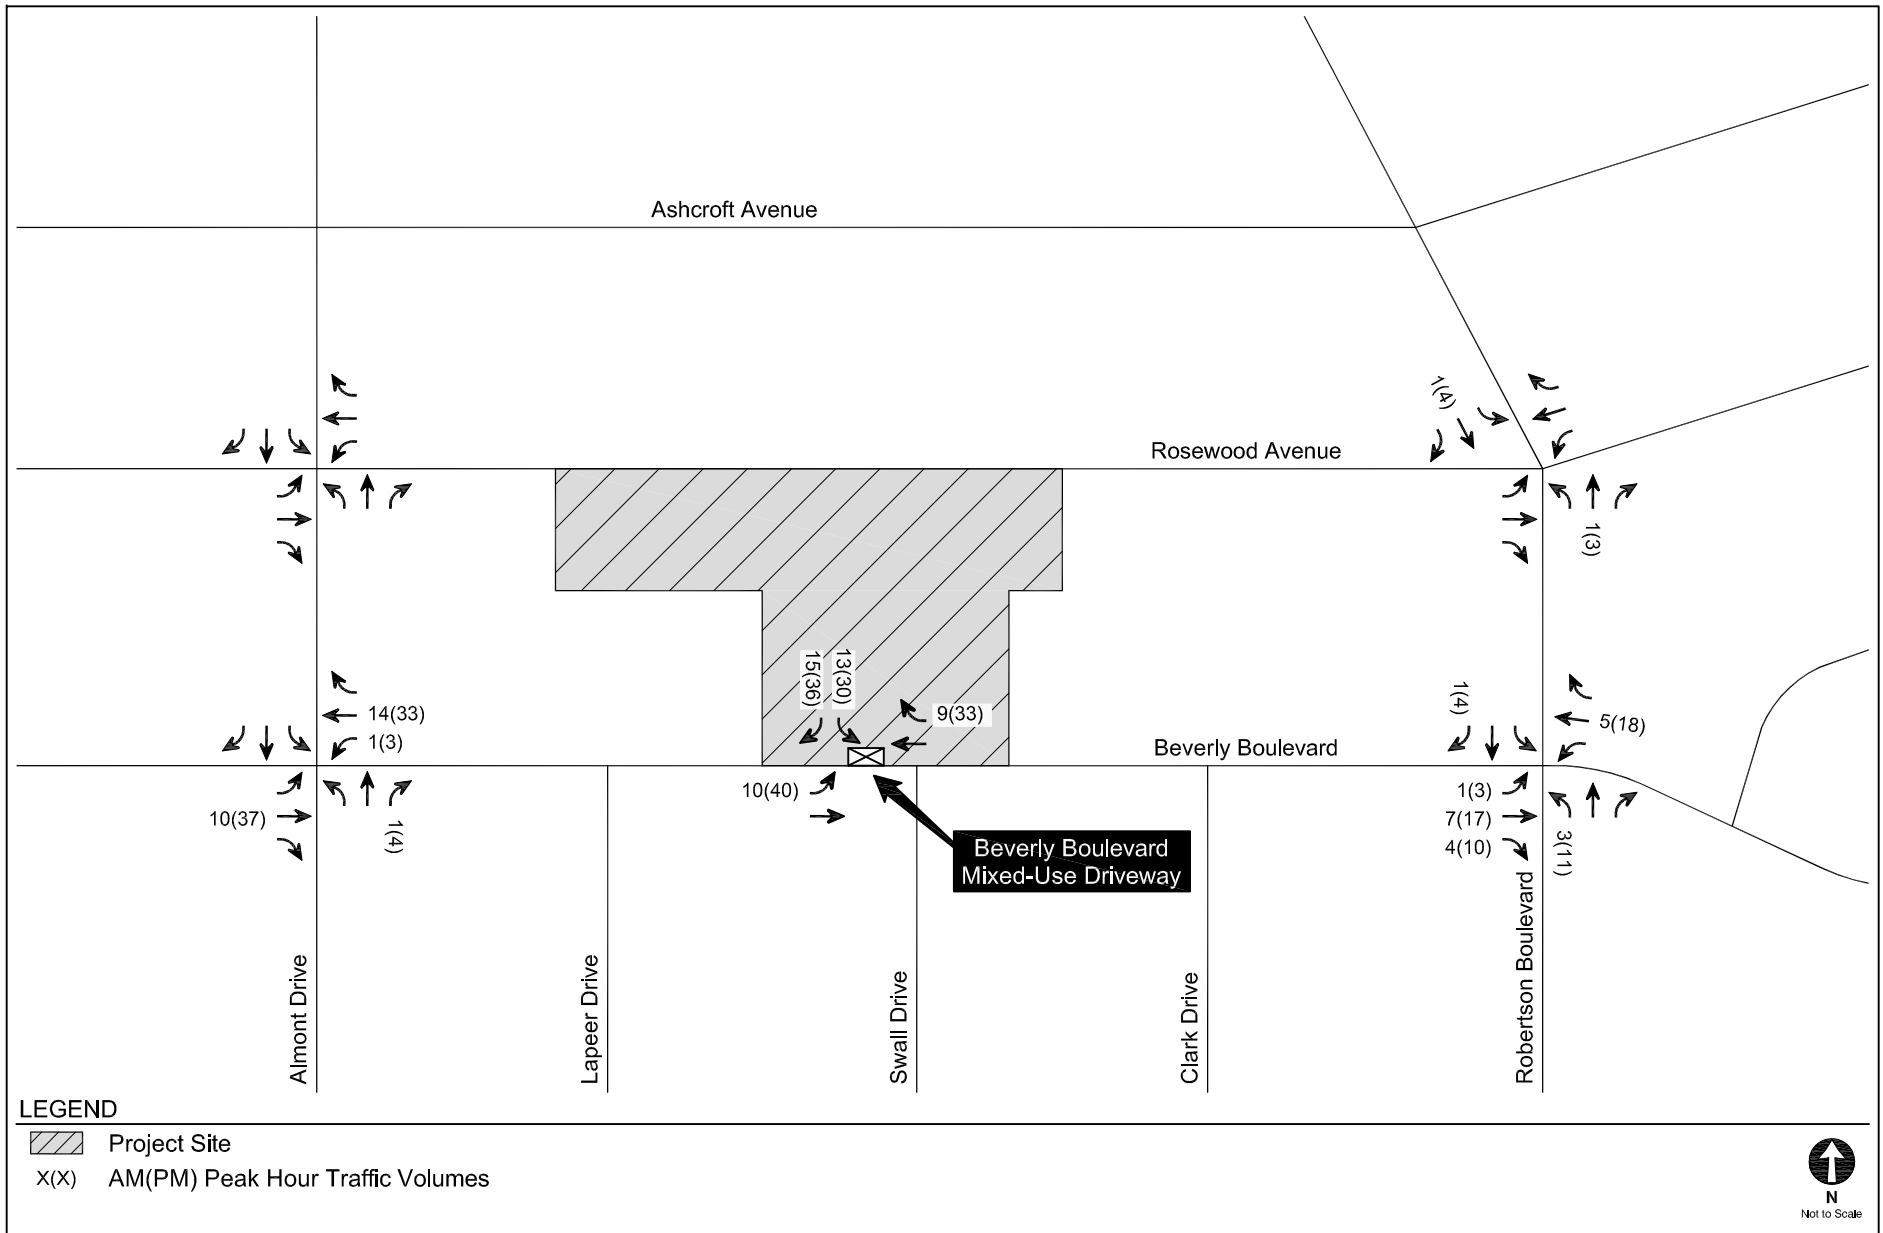 Ashcroft Avenue
1(4)
Rosewood Avenue
1(3)
15(36)
13(30)
9(33)
14(33)
1(3)
1(4)
5(18)
Beverly Boulevard
10(37)
1(4)
10(40)
1(3)
7(17)
4(10)
3(11)
Beverly Boulevard
Mixed-Use Driveway
Almont Drive
Lapeer Drive
Swall Drive
Clark Drive
Robertson Boulevard
LEGEND
Project Site
X(X) AM(PM) Peak Hour Traffic Volumes
N
Not to Scale